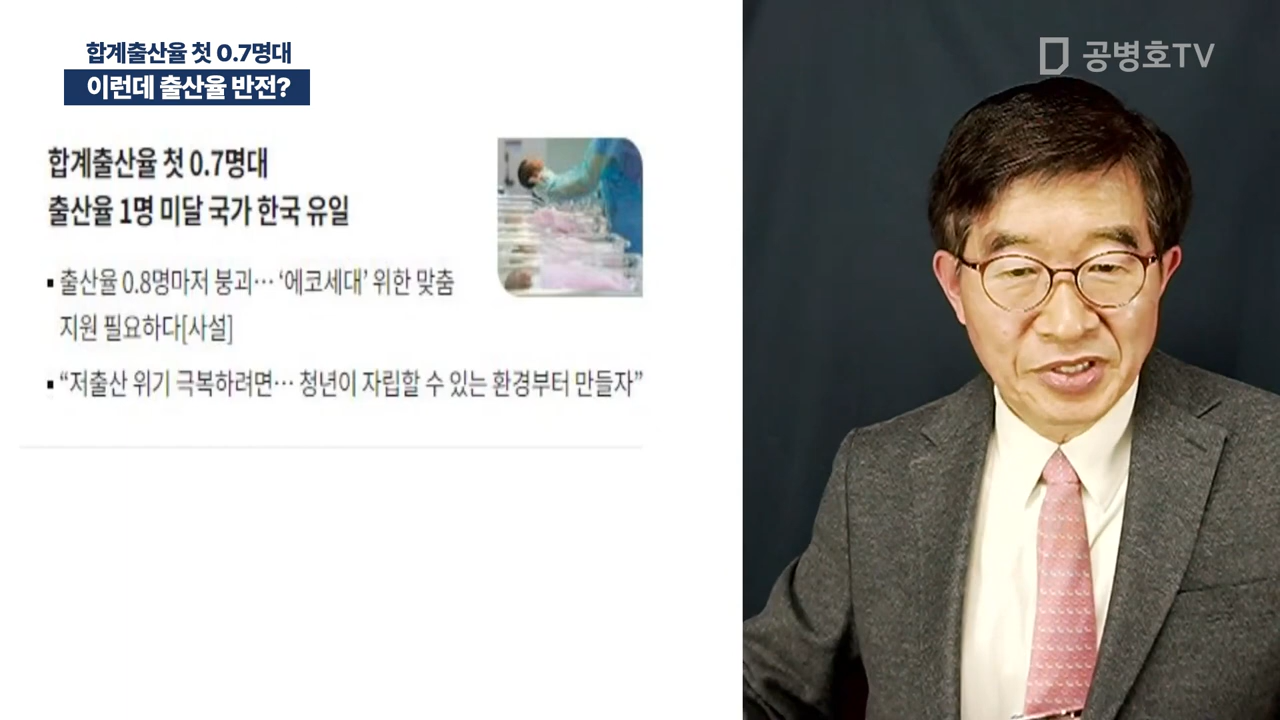 합계출산율 첫 0.7명대
이런데 출산율 반전?
공병호TV
합계출산율 첫 0.7명대
출산율 1명 미달 국가 한국 유일
▪ 출산율 0.8명마저 붕괴… ‘에코세대’ 위한 맞춤
지원 필요하다[사설]
▪ “저출산 위기 극복하려면… 청년이 자립할 수 있는 환경부터 만들자”